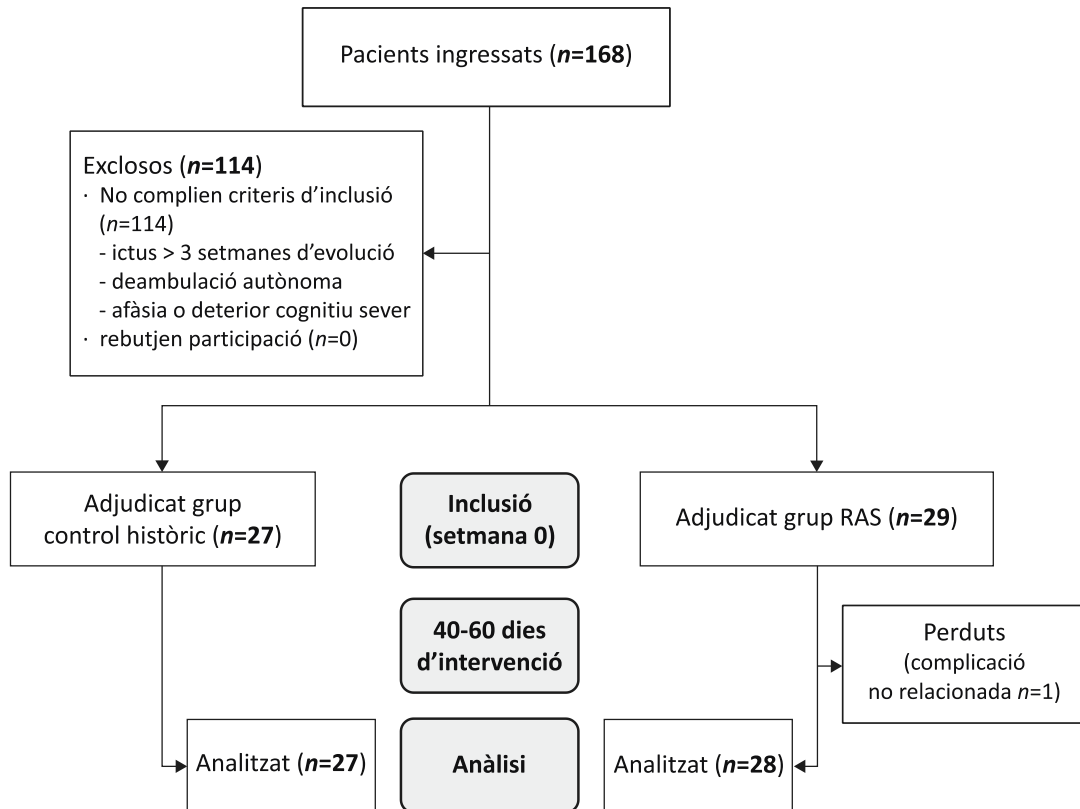 Pacients ingressats (n=168)
Exclosos (n=114)
· No complien criteris d’inclusió
(n=114)
- ictus > 3 setmanes d’evolució
- deambulació autònoma
- afàsia o deterior cognitiu sever
· rebutjen participació (n=0)
Adjudicat grup
control històric (n=27)
Inclusió
(setmana 0)
Adjudicat grup RAS (n=29)
40-60 dies
d’intervenció
Perduts
(complicació
no relacionada n=1)
Analitzat (n=27)
Anàlisi
Analitzat (n=28)